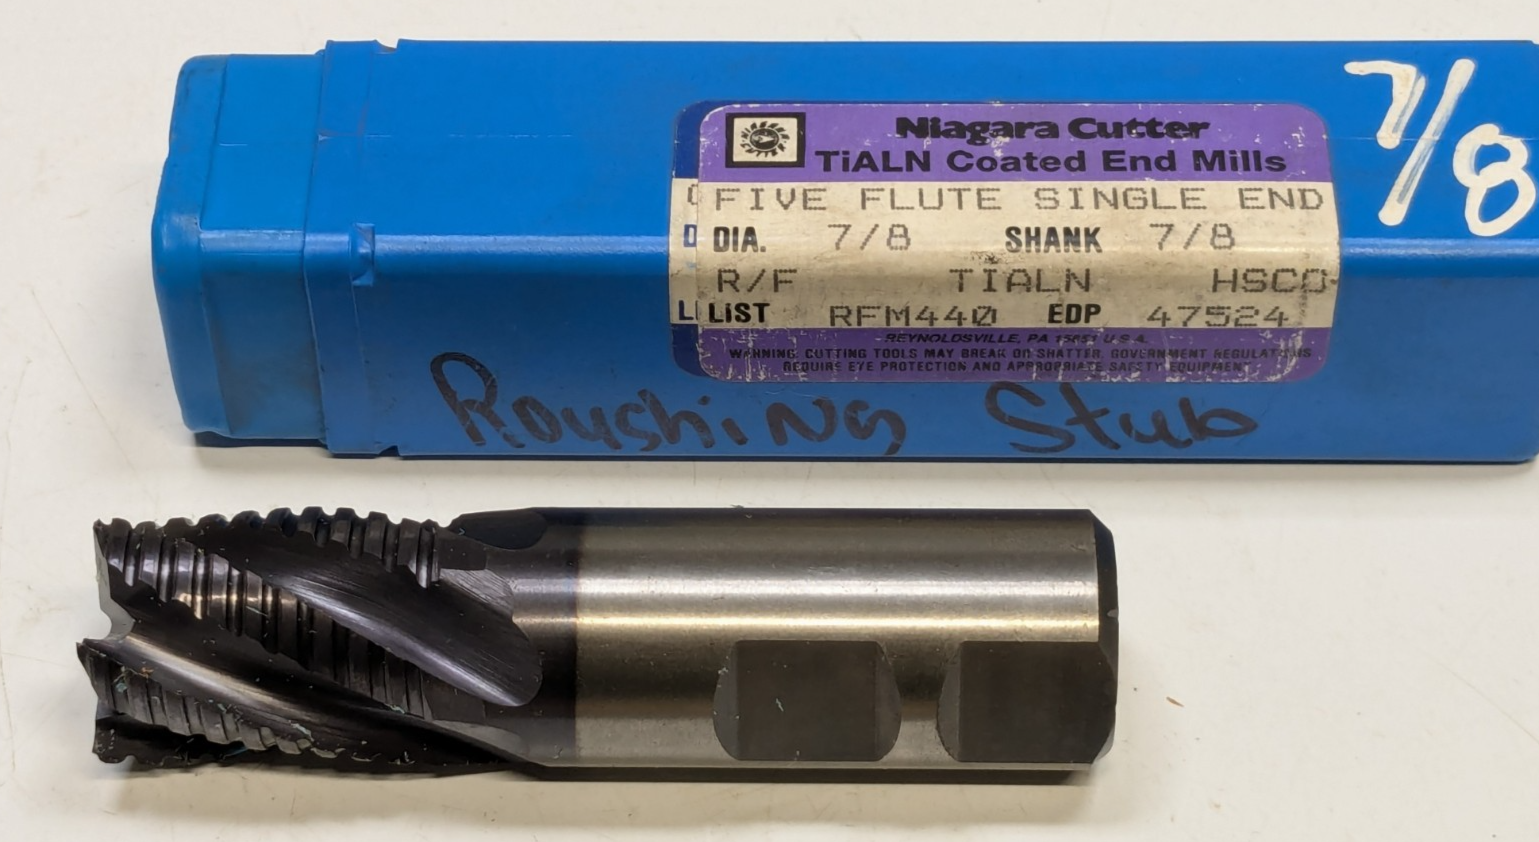 7/8
Niagara Cutter
TiALN Coated End Mills
FIVE FLUTE SINGLE END
DIA. 7/8 SHANK 7/8
R/F TIALN HSCO
LIST RFM440 EDP 47524
REYNOLDSVILLE, PA 15851 U.S.A.
WARNING: CUTTING TOOLS MAY BREAK OR SHATTER. GOVERNMENT REGULATIONS
REQUIRE EYE PROTECTION AND APPROPRIATE SAFETY EQUIPMENT
Roughing Stub